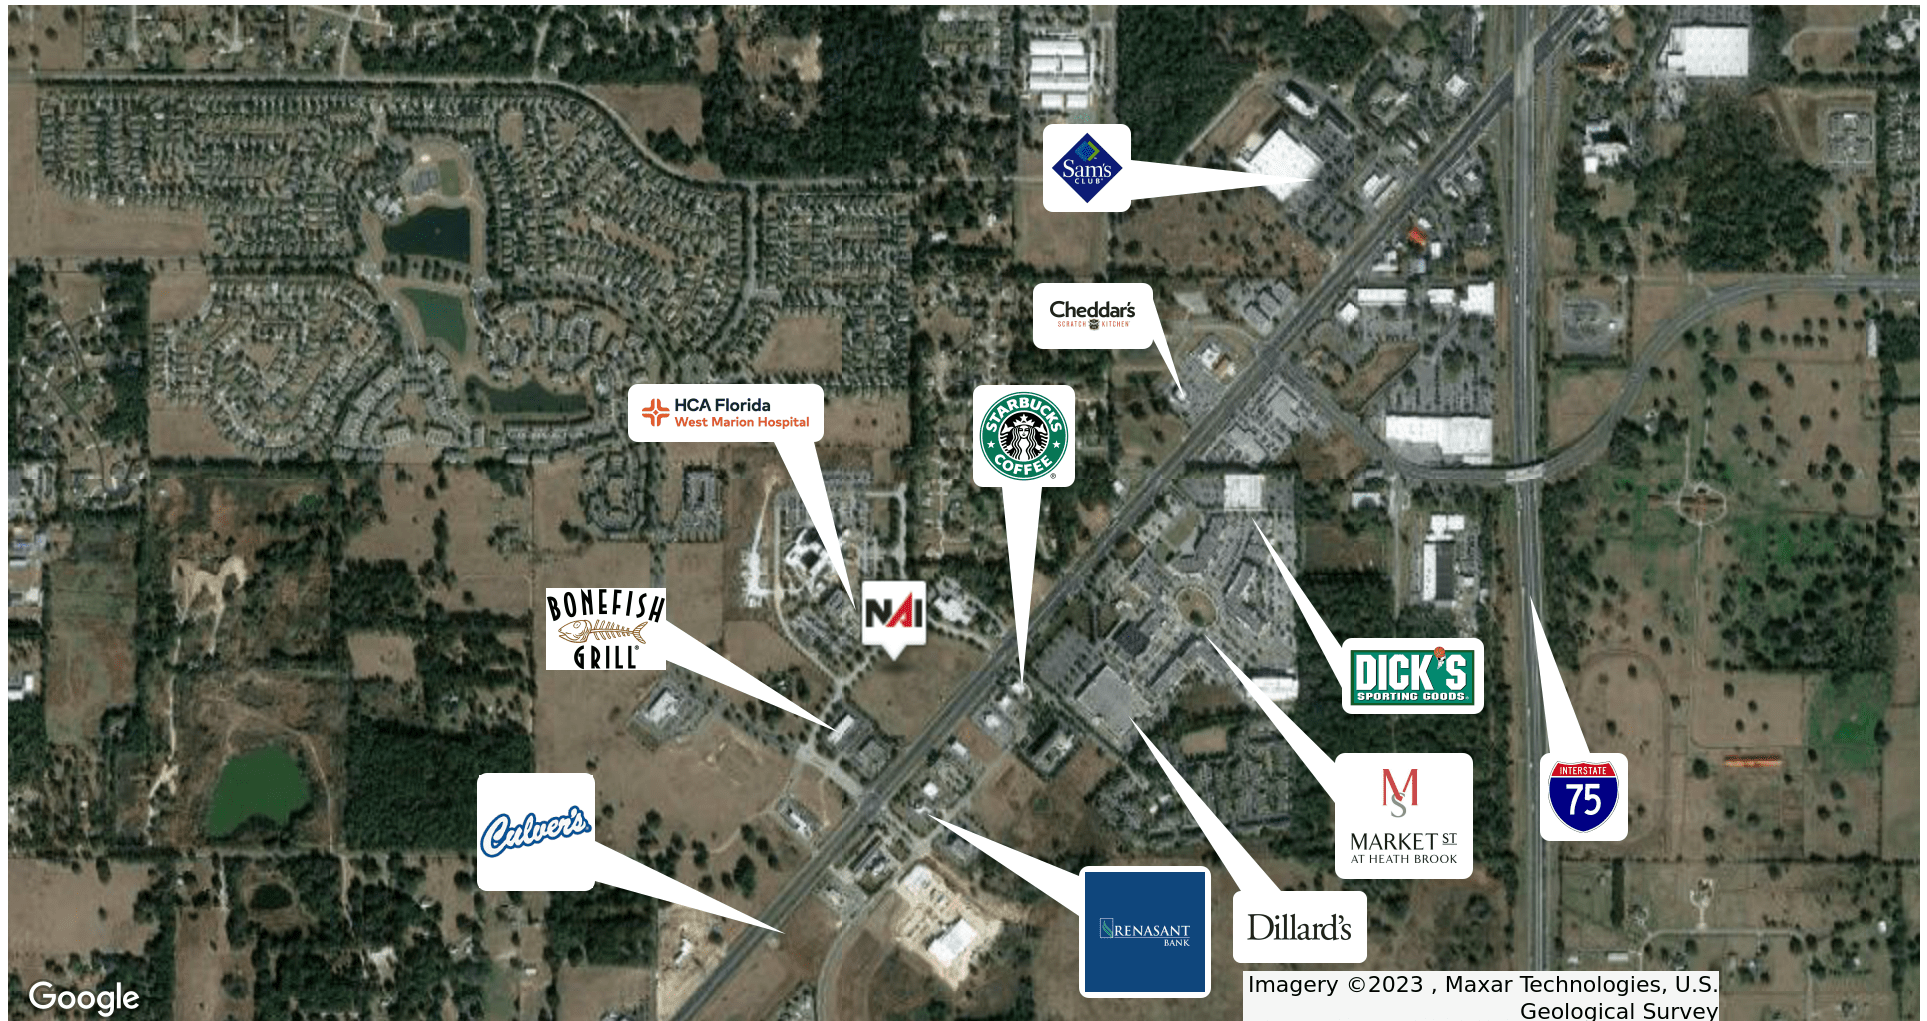 Sam's
CLUB
Cheddar's
SCRATCH KITCHEN
HCA Florida
West Marion Hospital
STARBUCKS
COFFEE
BONEFISH
GRILL
NAI
DICK'S
SPORTING GOODS
MARKET ST
AT HEATH BROOK
INTERSTATE
75
Culver's
RENASANT
BANK
Dillard's
Google
Imagery ©2023 , Maxar Technologies, U.S.
Geological Survey